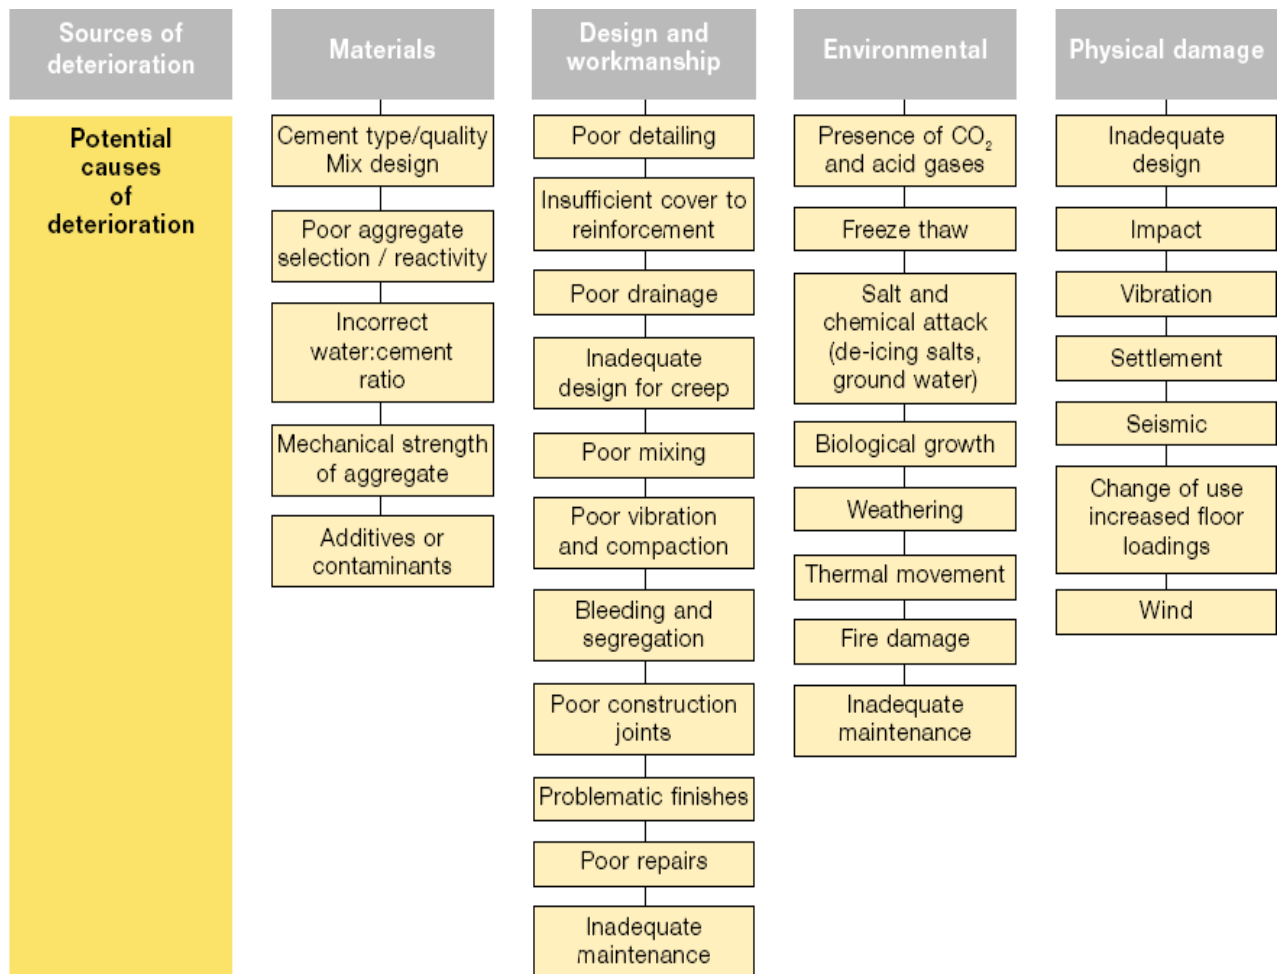 Sources of
deterioration
Materials
Design and
workmanship
Environmental
Physical damage
Potential
causes
of
deterioration
Cement type/quality
Mix design
Poor aggregate
selection / reactivity
Incorrect
water:cement
ratio
Mechanical strength
of aggregate
Additives or
contaminants
Poor detailing
Insufficient cover to
reinforcement
Poor drainage
Inadequate
design for creep
Poor mixing
Poor vibration
and compaction
Bleeding and
segregation
Poor construction
joints
Problematic finishes
Poor repairs
Inadequate
maintenance
Presence of CO₂
and acid gases
Freeze thaw
Salt and
chemical attack
(de-icing salts,
ground water)
Biological growth
Weathering
Thermal movement
Fire damage
Inadequate
maintenance
Inadequate
design
Impact
Vibration
Settlement
Seismic
Change of use
increased floor
loadings
Wind